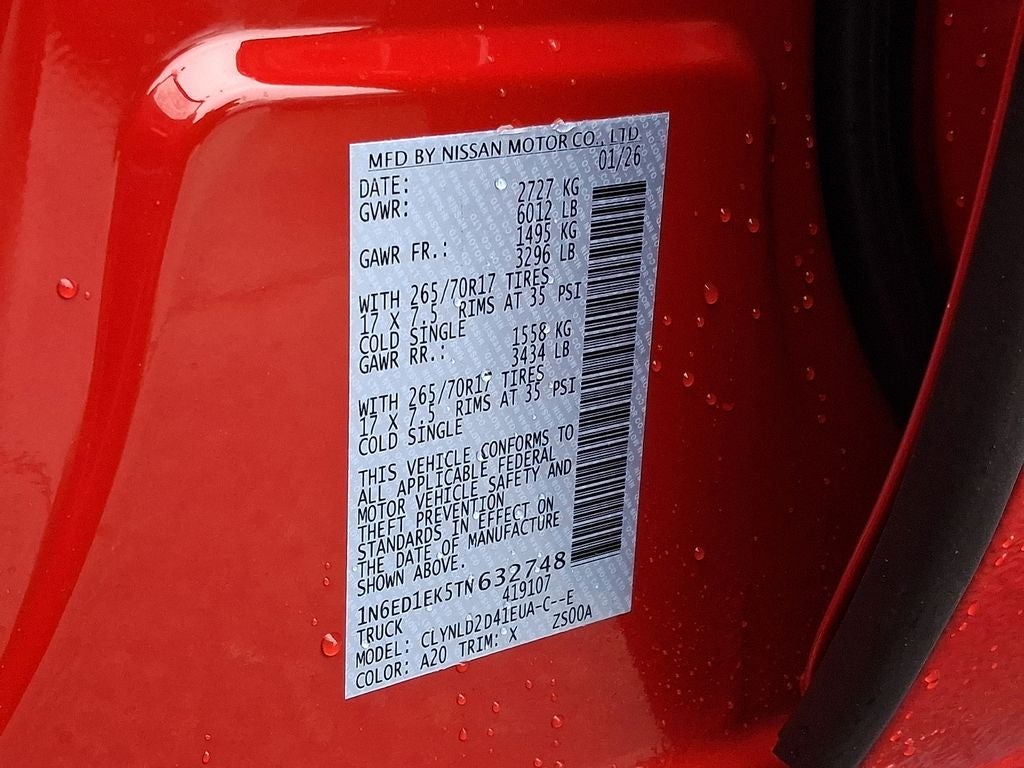 MFD BY NISSAN MOTOR CO., LTD
DATE: 01/26
GVWR: 2727 KG
6012 LB
GAWR FR.: 1495 KG
3296 LB
WITH 265/70R17 TIRES
17 X 7.5 RIMS AT 35 PSI
COLD SINGLE
GAWR RR.: 1558 KG
3434 LB
WITH 265/70R17 TIRES
17 X 7.5 RIMS AT 35 PSI
COLD SINGLE
THIS VEHICLE CONFORMS TO
ALL APPLICABLE FEDERAL
MOTOR VEHICLE SAFETY AND
THEFT PREVENTION
STANDARDS IN EFFECT ON
THE DATE OF MANUFACTURE
SHOWN ABOVE.
1N6ED1EK5TN632748
TRUCK 419107
MODEL: CLYNLD2D41EUA-C--E
COLOR: A20 TRIM: X ZS00A